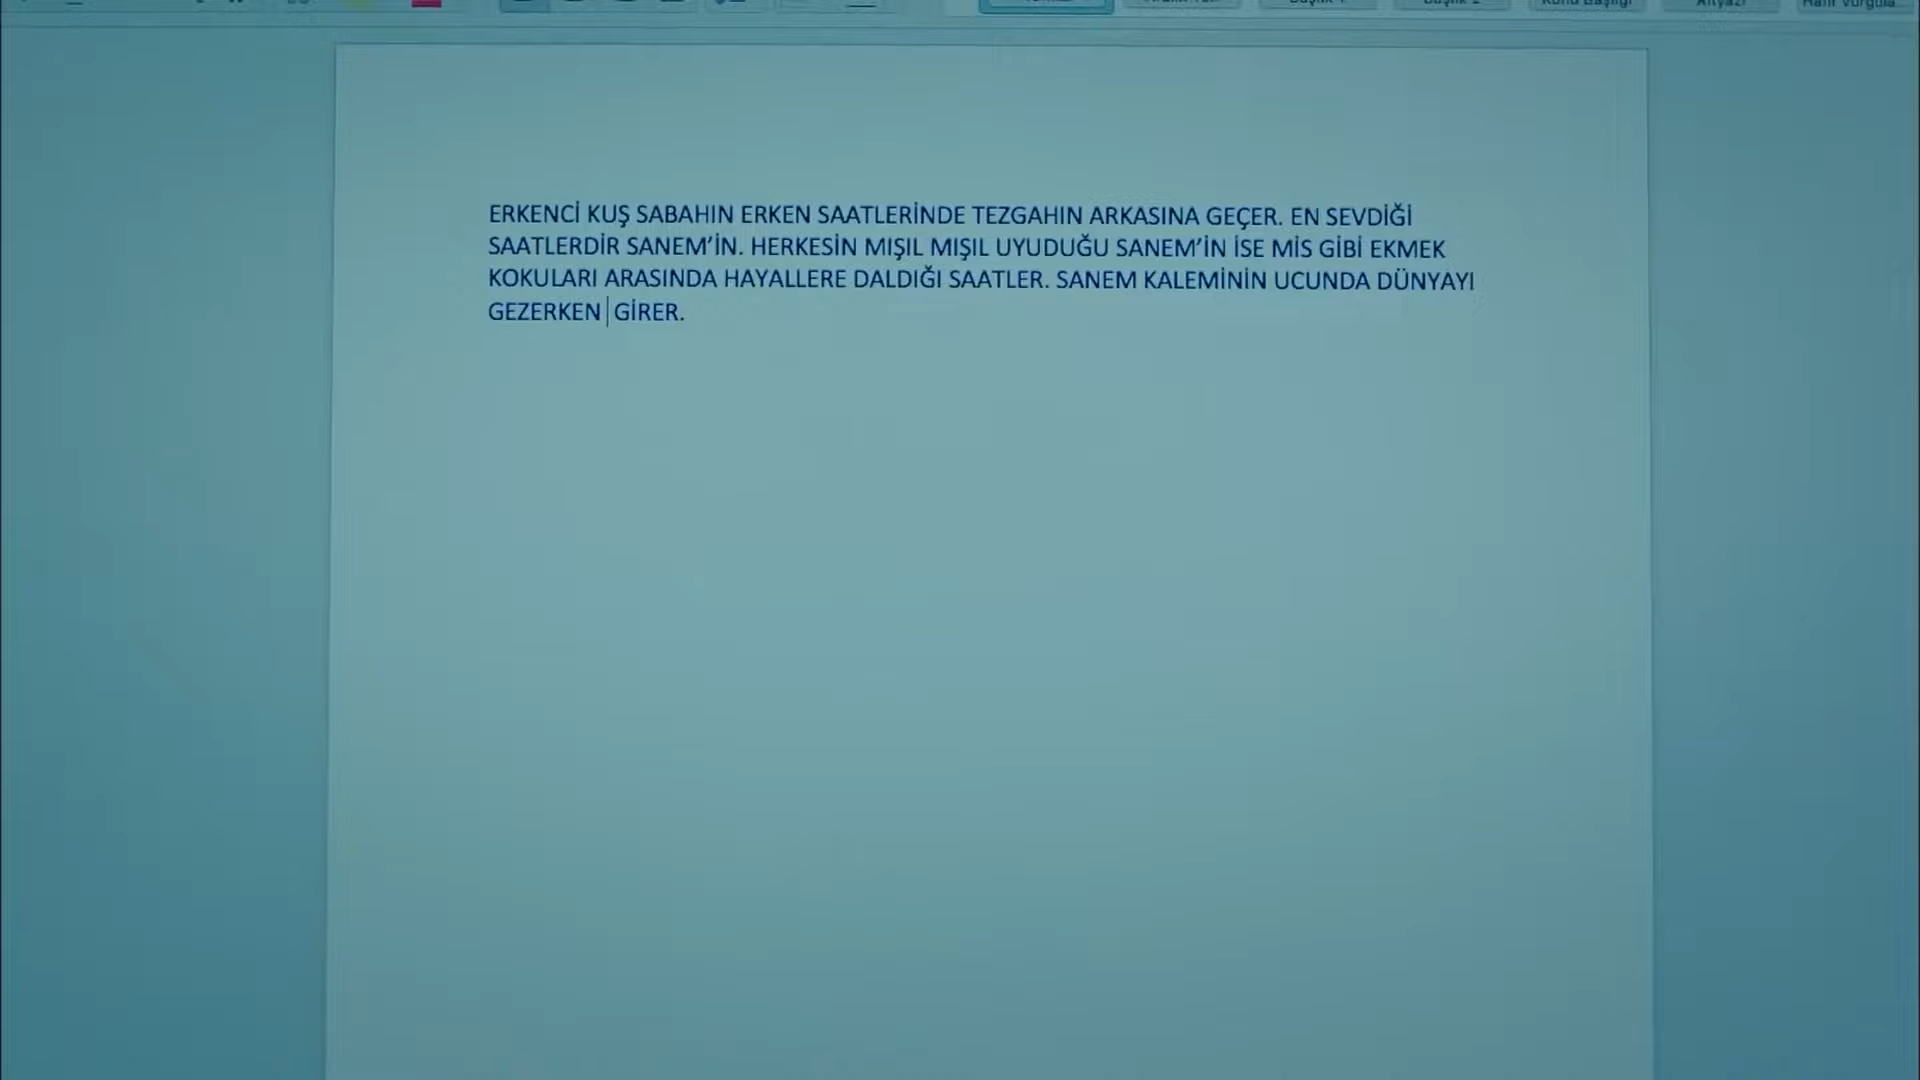 ERKENCİ KUŞ SABAHIN ERKEN SAATLERİNDE TEZGAHIN ARKASINA GEÇER. EN SEVDİĞİ
SAATLERDİR SANEM’İN. HERKESİN MIŞIL MIŞIL UYUDUĞU SANEM’İN İSE MİS GİBİ EKMEK
KOKULARI ARASINDA HAYALLERE DALDIĞI SAATLER. SANEM KALEMİNİN UCUNDA DÜNYAYI
GEZERKEN GİRER.